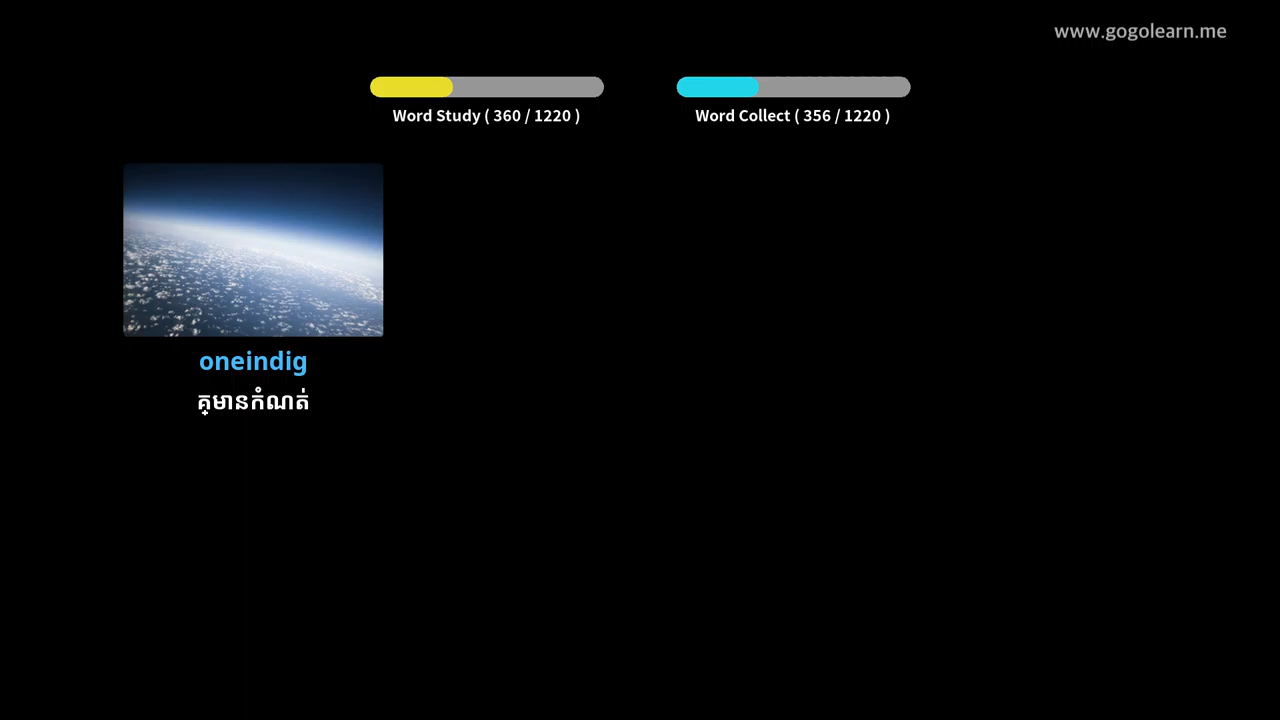 www.gogolearn.me
Word Study ( 360 / 1220 )
Word Collect ( 356 / 1220 )
oneindig
គ្មានកំណត់